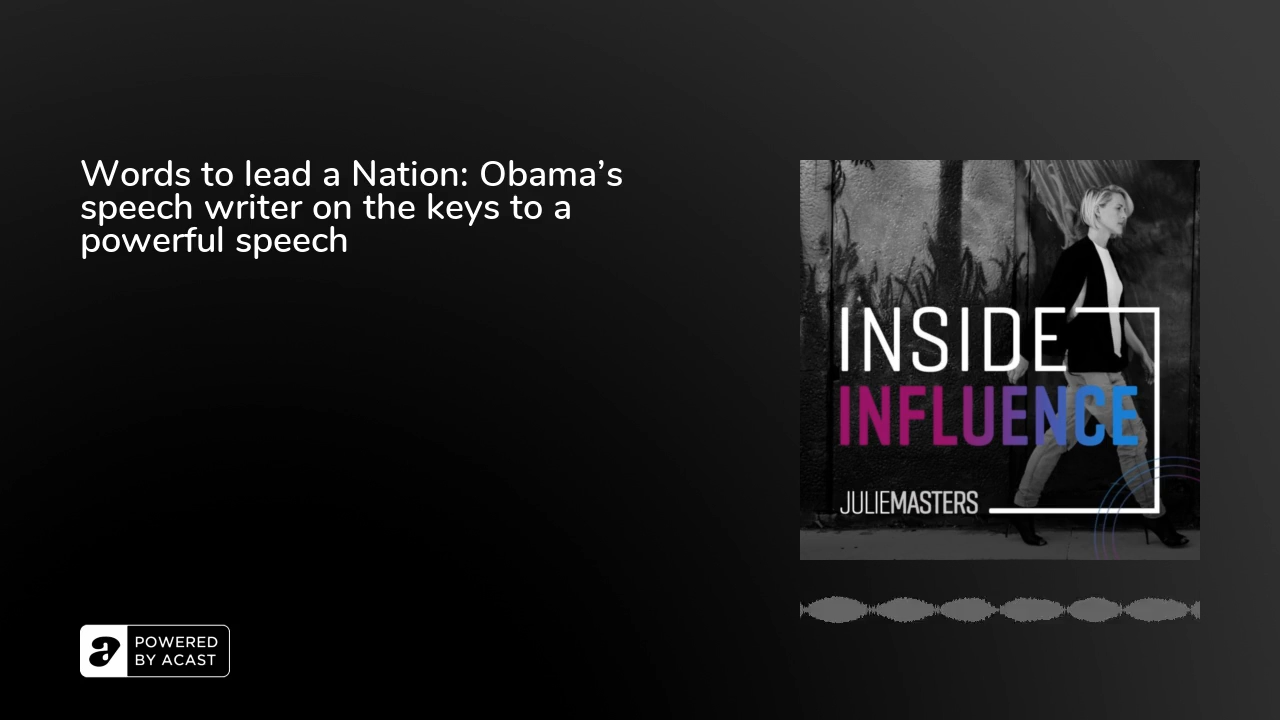 Words to lead a Nation: Obama’s
speech writer on the keys to a
powerful speech
INSIDE
INFLUENCE
JULIEMASTERS
POWERED
BY ACAST